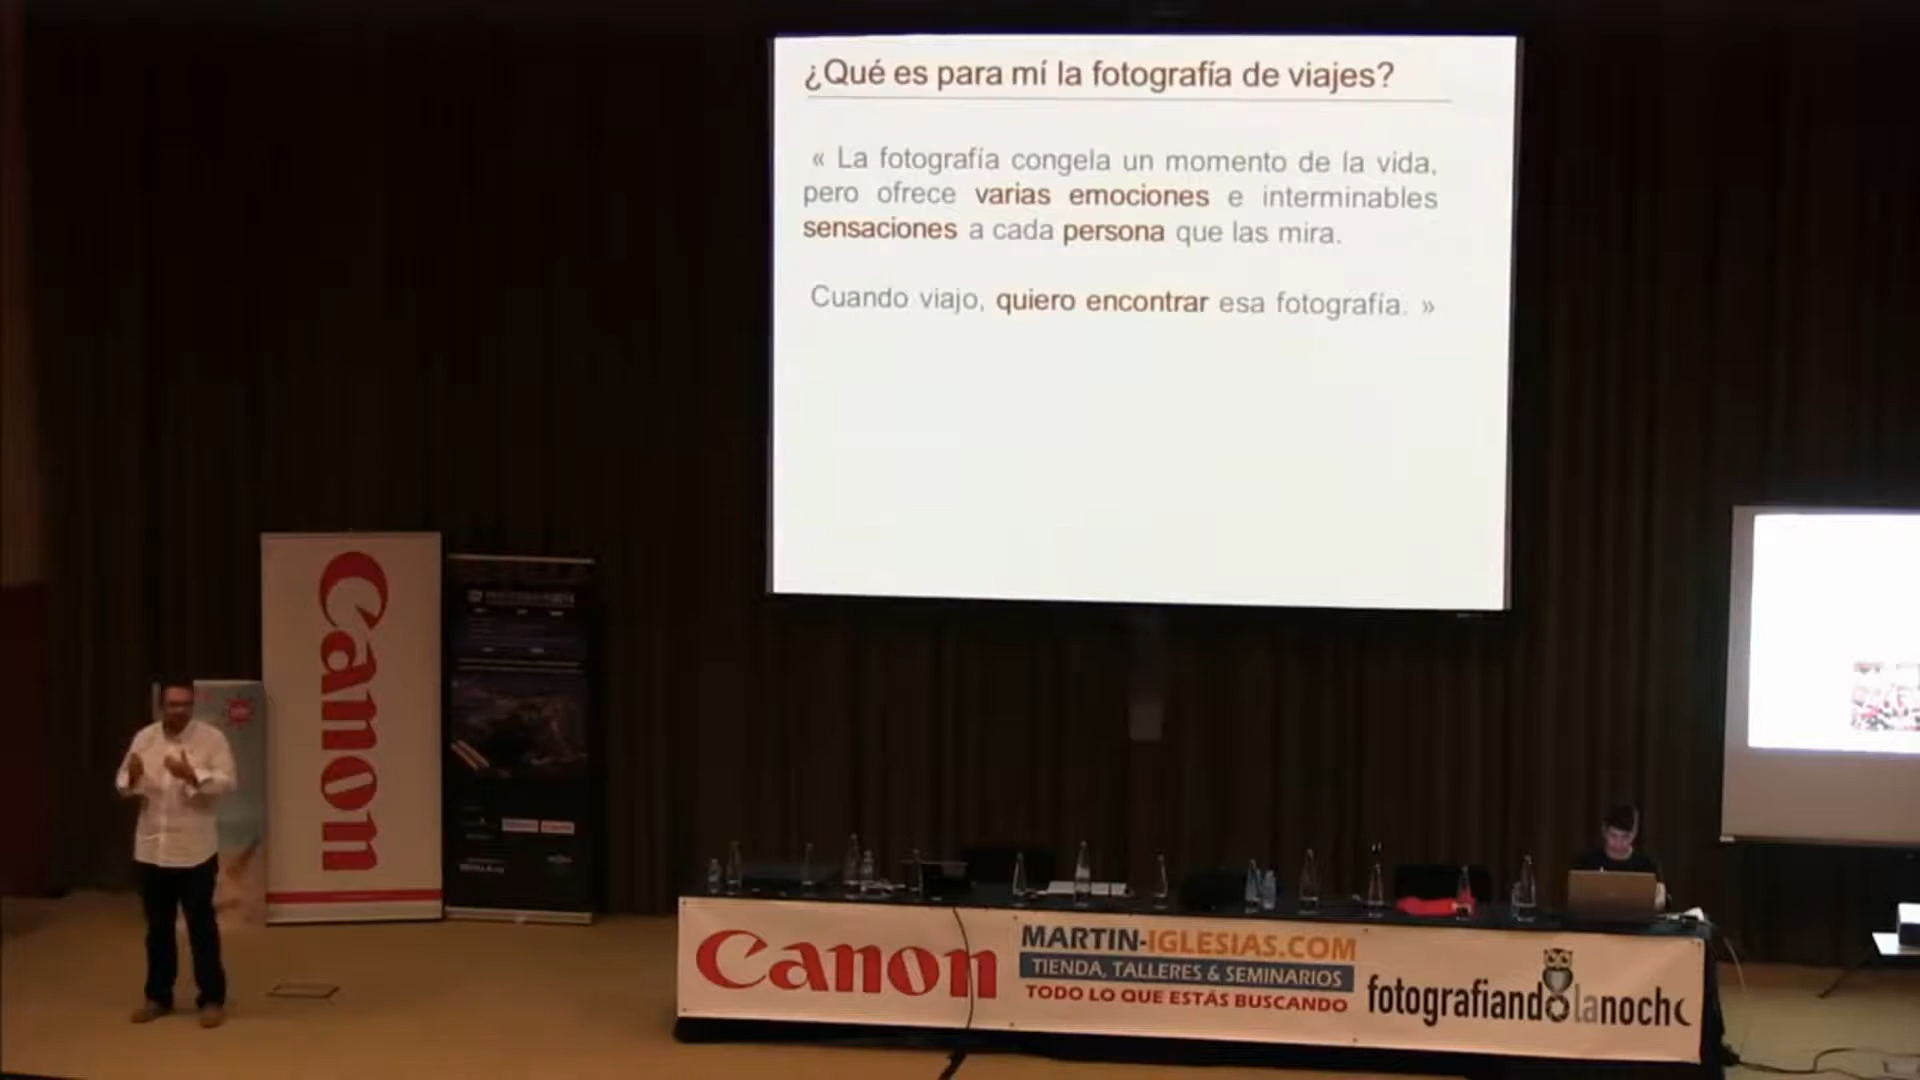 ¿Qué es para mí la fotografía de viajes?
« La fotografía congela un momento de la vida,
pero ofrece varias emociones e interminables
sensaciones a cada persona que las mira.
Cuando viajo, quiero encontrar esa fotografía. »
Canon
Canon
MARTIN-IGLESIAS.COM
TIENDA, TALLERES & SEMINARIOS
TODO LO QUE ESTÁS BUSCANDO
fotografiandolanoche